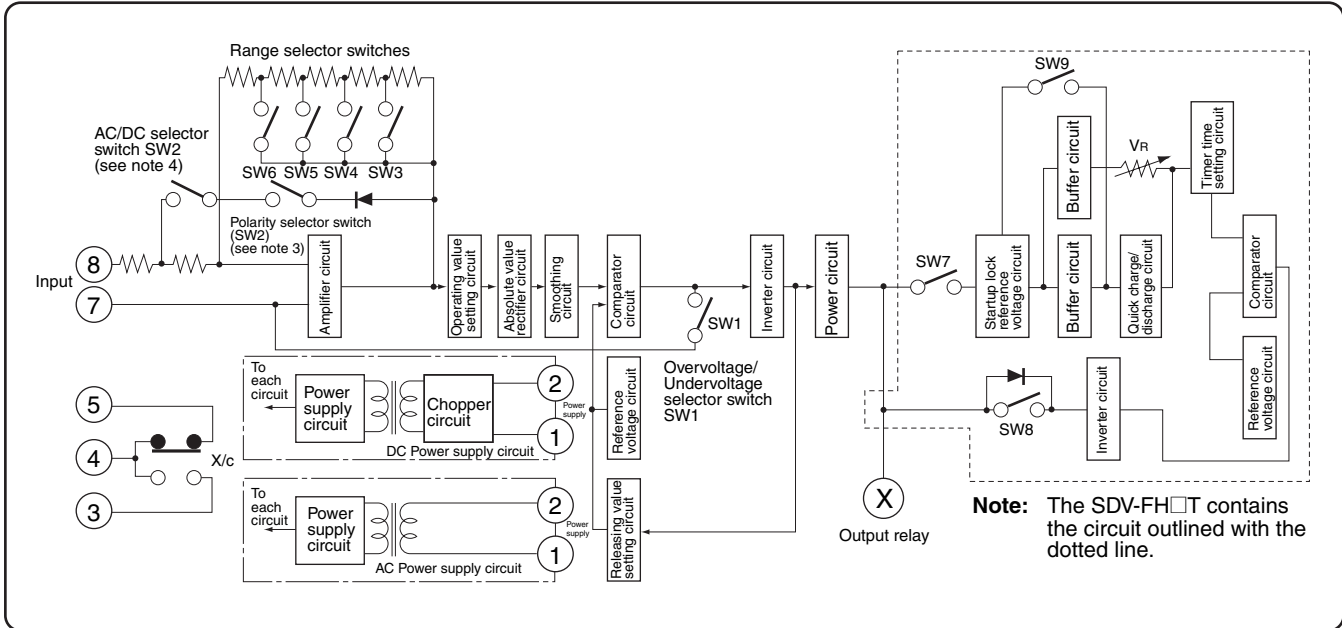 Range selector switches
AC/DC selector
switch SW2
(see note 4)
SW6 SW5 SW4 SW3
Polarity selector switch
(SW2)
(see note 3)
Input
8
7
Amplifier circuit
Operating value
setting circuit
Absolute value
rectifier circuit
Smoothing
circuit
Comparator
circuit
SW1
Overvoltage/
Undervoltage
selector switch
SW1
Inverter circuit
Power circuit
SW7
SW9
Startup lock
reference
voltage circuit
Buffer circuit
Buffer circuit
VR
Quick charge/
discharge circuit
Timer time
setting circuit
Comparator
circuit
Reference
voltage circuit
SW8
Inverter circuit
X
Output relay
To
each
circuit
Power
supply
circuit
Chopper
circuit
2
1
Power
supply
DC Power supply circuit
Reference
voltage circuit
To
each
circuit
Power
supply
circuit
2
1
Power
supply
AC Power supply circuit
Releasing value
setting circuit
5
4
3
X/c
Note: The SDV-FH□T contains
the circuit outlined with the
dotted line.